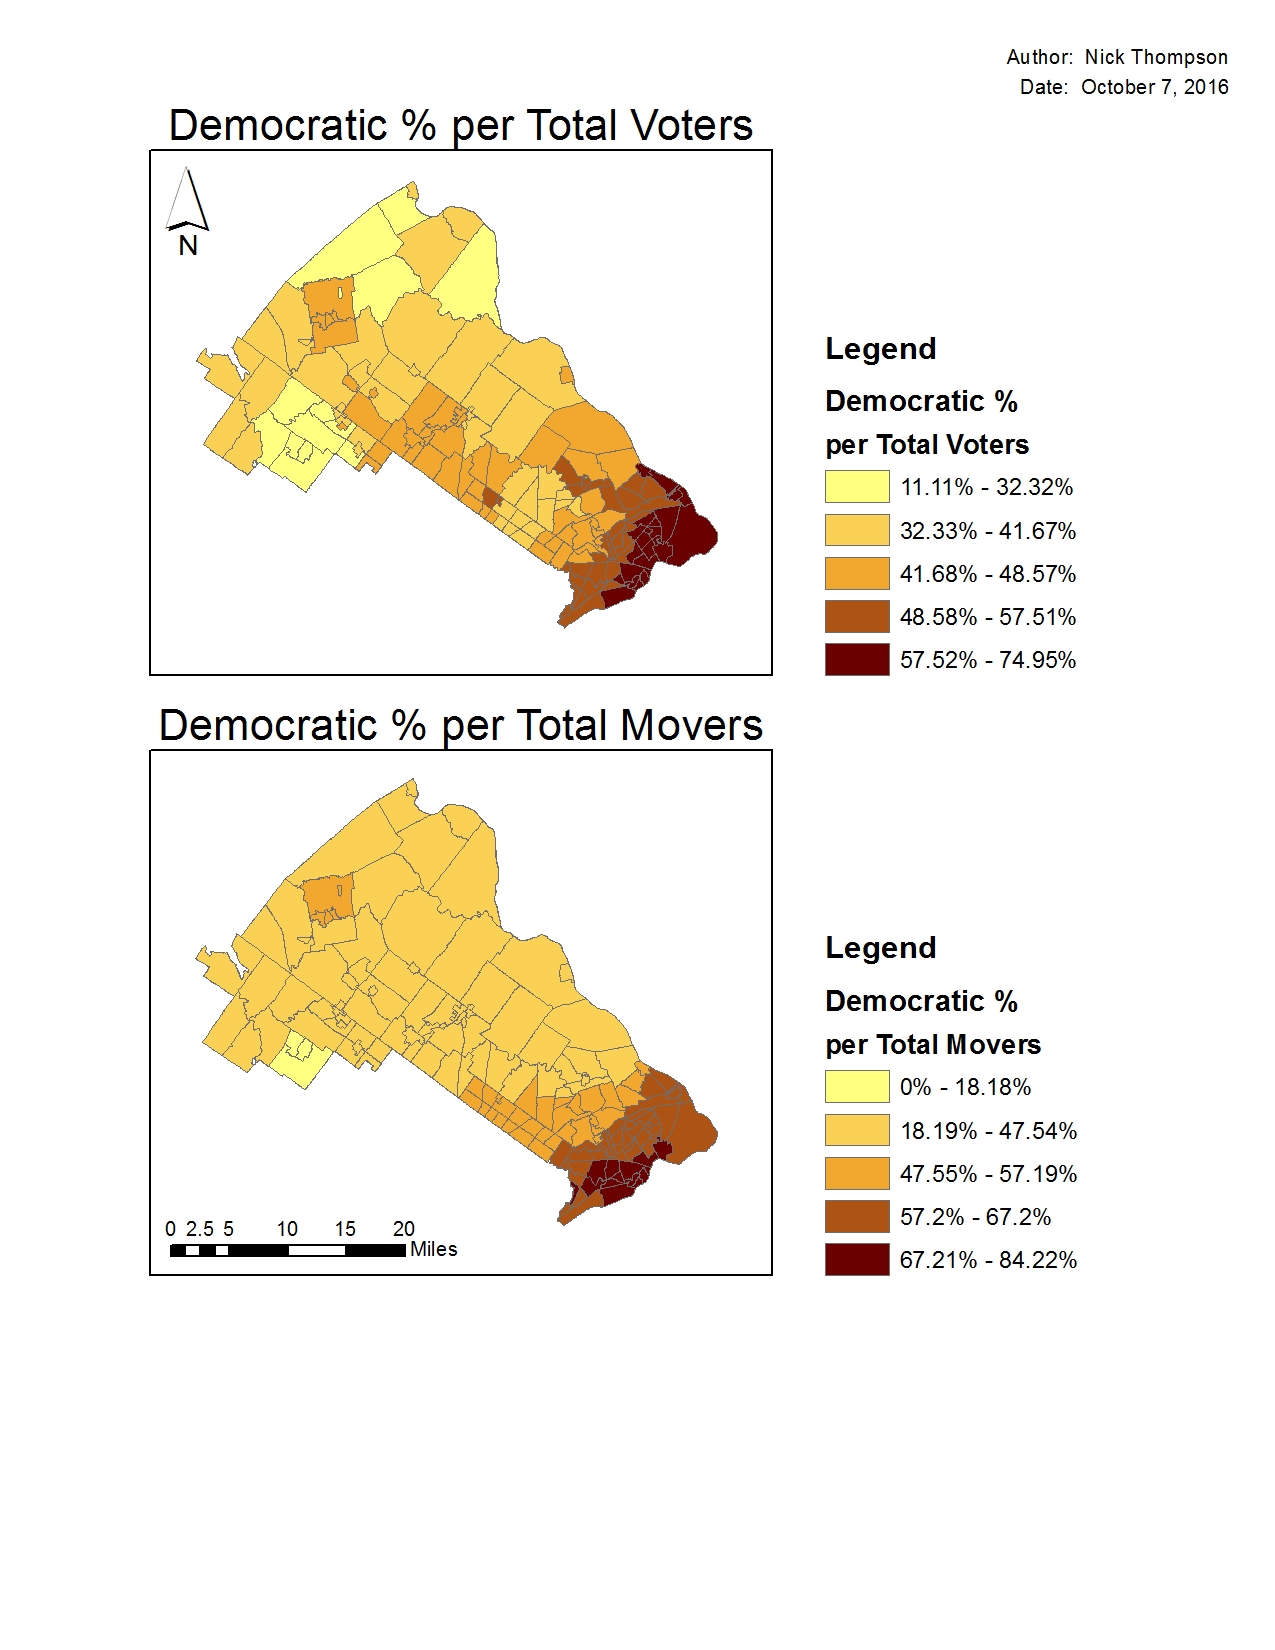 Author:  Nick Thompson
Date:  October 7, 2016
Democratic % per Total Voters
N
Legend
Democratic %
per Total Voters
11.11% - 32.32%
32.33% - 41.67%
41.68% - 48.57%
48.58% - 57.51%
57.52% - 74.95%
Democratic % per Total Movers
0 2.5 5 10 15 20
Miles
Legend
Democratic %
per Total Movers
0% - 18.18%
18.19% - 47.54%
47.55% - 57.19%
57.2% - 67.2%
67.21% - 84.22%